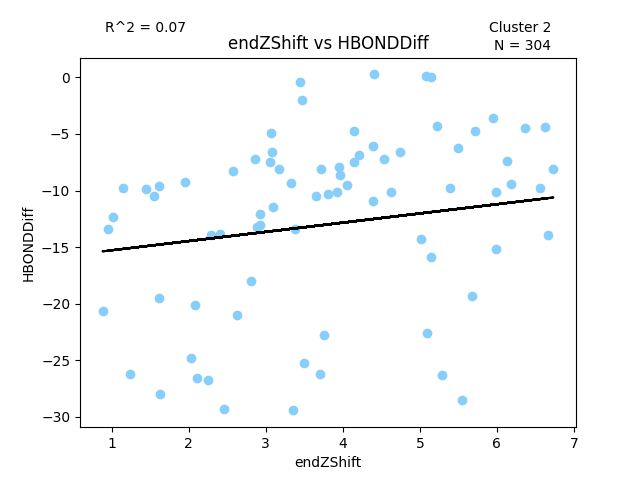 R^2 = 0.07
Cluster 2
N = 304
endZShift vs HBONDDiff
0
−5
−10
−15
−20
−25
−30
HBONDDiff
1 2 3 4 5 6 7
endZShift